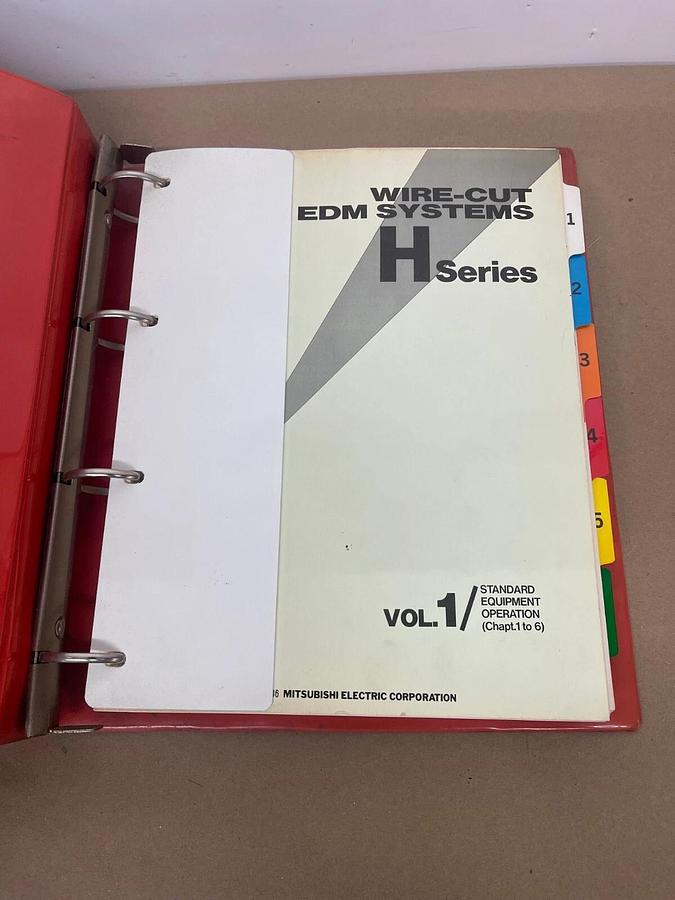 WIRE-CUT
EDM SYSTEMS
H Series
1
2
3
4
5
VOL.1/
STANDARD
EQUIPMENT
OPERATION
(Chapt.1 to 6)
86 MITSUBISHI ELECTRIC CORPORATION